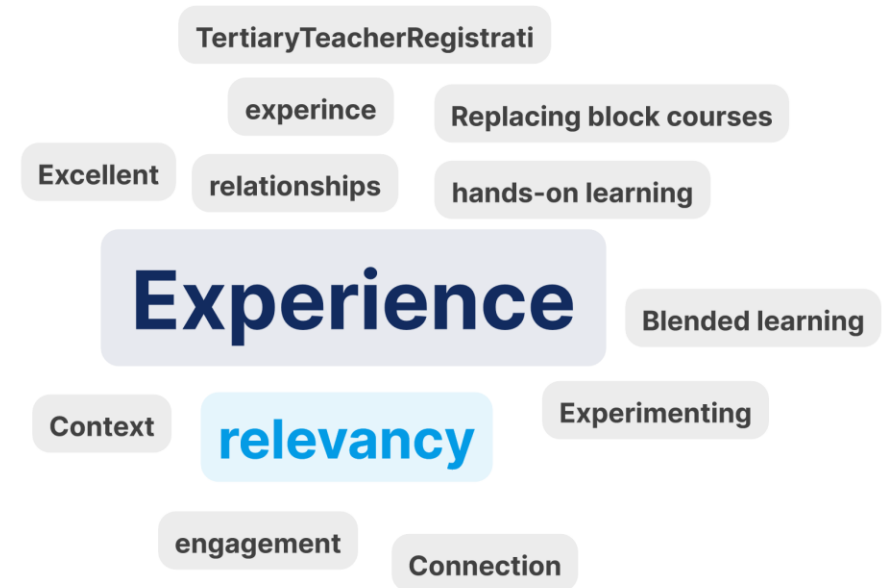 TertiaryTeacherRegistrati
experince
Replacing block courses
Excellent
relationships
hands-on learning
Experience
Blended learning
Context
relevancy
Experimenting
engagement
Connection